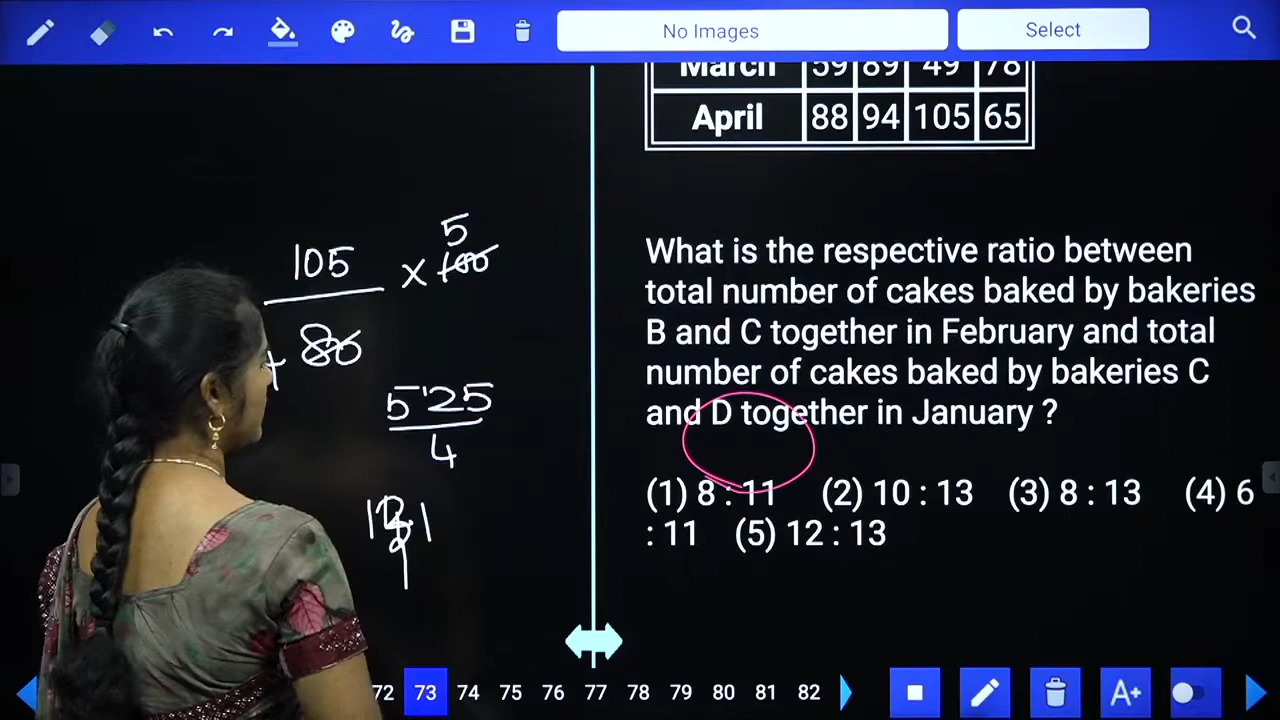 No Images
Select
March 59 89 49 78
April 88 94 105 65
What is the respective ratio between
total number of cakes baked by bakeries
B and C together in February and total
number of cakes baked by bakeries C
and D together in January ?
(1) 8 : 11 (2) 10 : 13 (3) 8 : 13 (4) 6
: 11 (5) 12 : 13
5
105 × 100
80
525
4
72 73 74 75 76 77 78 79 80 81 82
A+